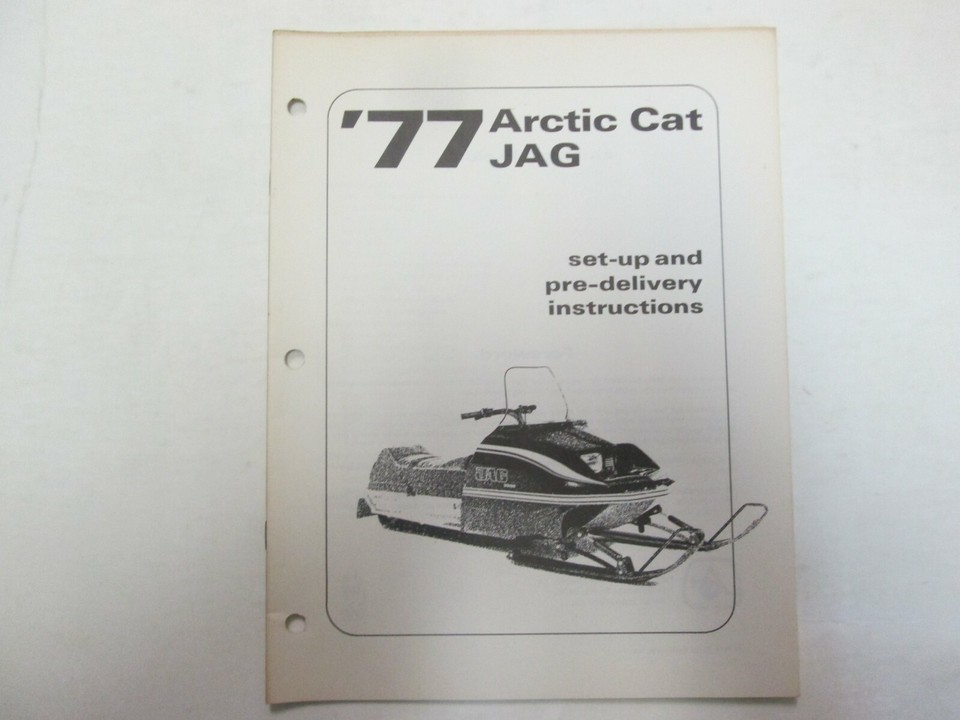 '77 Arctic Cat
JAG
set-up and
pre-delivery
instructions
JAG